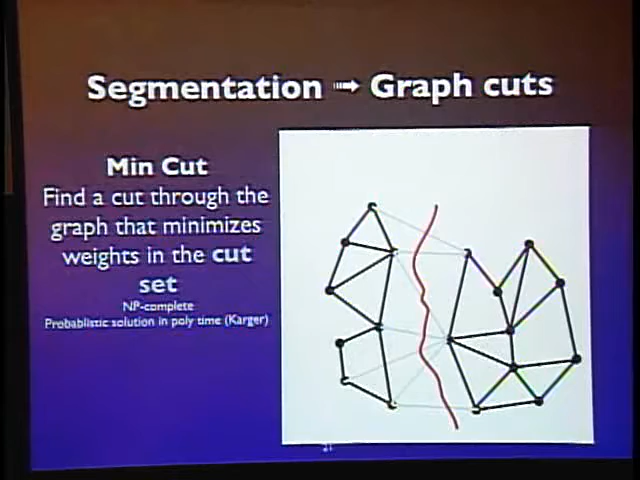 Segmentation ➟ Graph cuts
Min Cut
Find a cut through the
graph that minimizes
weights in the cut
set
NP-complete
Probablistic solution in poly time (Karger)